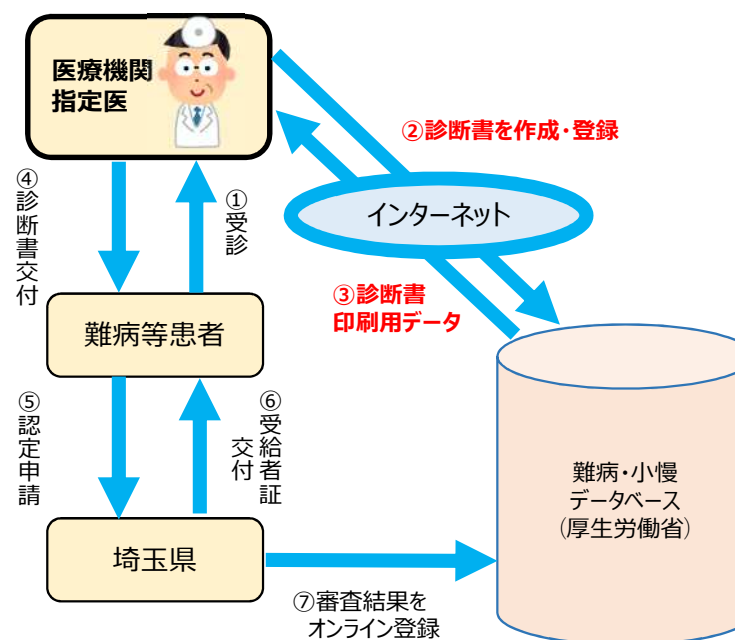 医療機関
指定医
②診断書を作成・登録
インターネット
④診断書交付
①受診
③診断書
印刷用データ
難病等患者
⑤認定申請
⑥受給者証
交付
難病・小慢
データベース
(厚生労働省)
埼玉県
⑦審査結果を
オンライン登録